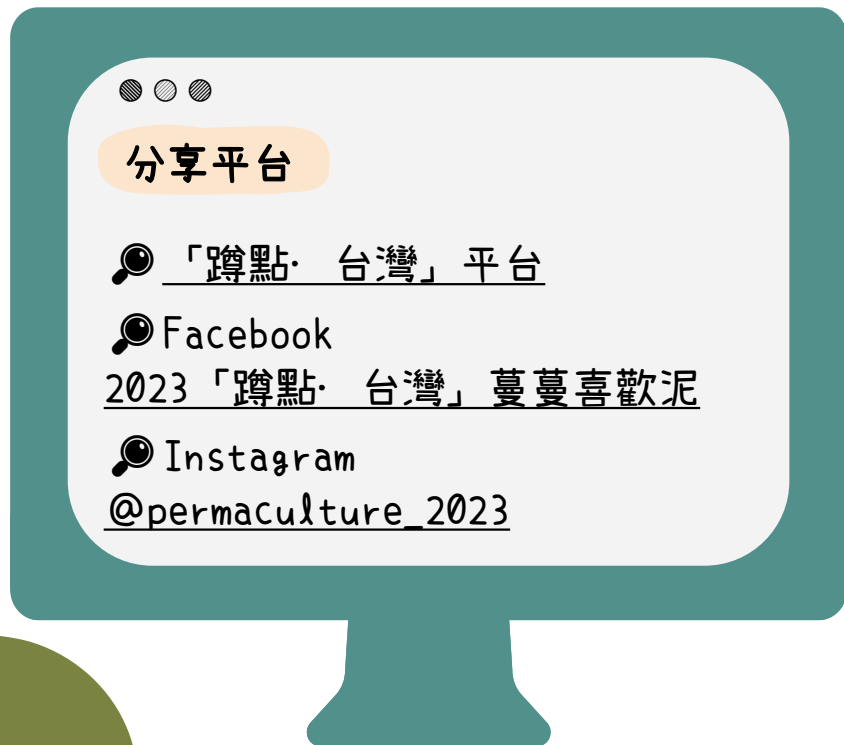 分享平台
「蹲點· 台灣」平台
Facebook
2023「蹲點· 台灣」蔓蔓喜歡泥
Instagram
@permaculture_2023